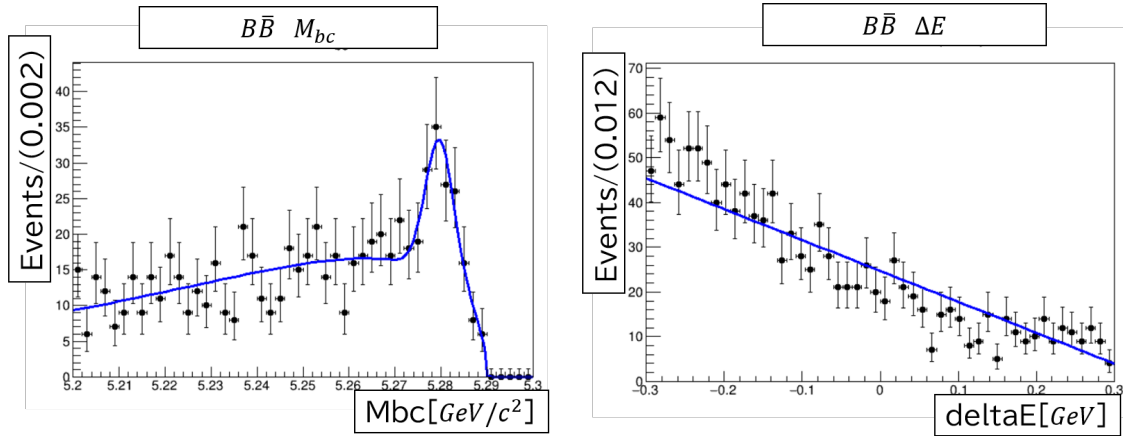 BB̄ M_bc
Events/(0.002)
40
35
30
25
20
15
10
5
0
5.2 5.21 5.22 5.23 5.24 5.25 5.26 5.27 5.28 5.29 5.3
Mbc[GeV/c²]
BB̄ ΔE
Events/(0.012)
70
60
50
40
30
20
10
0
−0.3 −0.2 −0.1 0 0.1 0.2 0.3
deltaE[GeV]